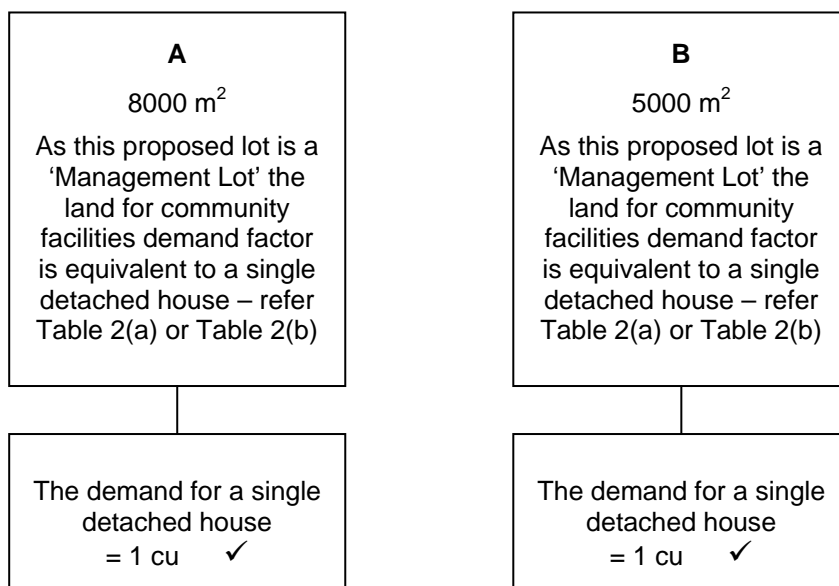 A
8000 m²
As this proposed lot is a
‘Management Lot’ the
land for community
facilities demand factor
is equivalent to a single
detached house – refer
Table 2(a) or Table 2(b)
The demand for a single
detached house
= 1 cu ✓
B
5000 m²
As this proposed lot is a
‘Management Lot’ the
land for community
facilities demand factor
is equivalent to a single
detached house – refer
Table 2(a) or Table 2(b)
The demand for a single
detached house
= 1 cu ✓